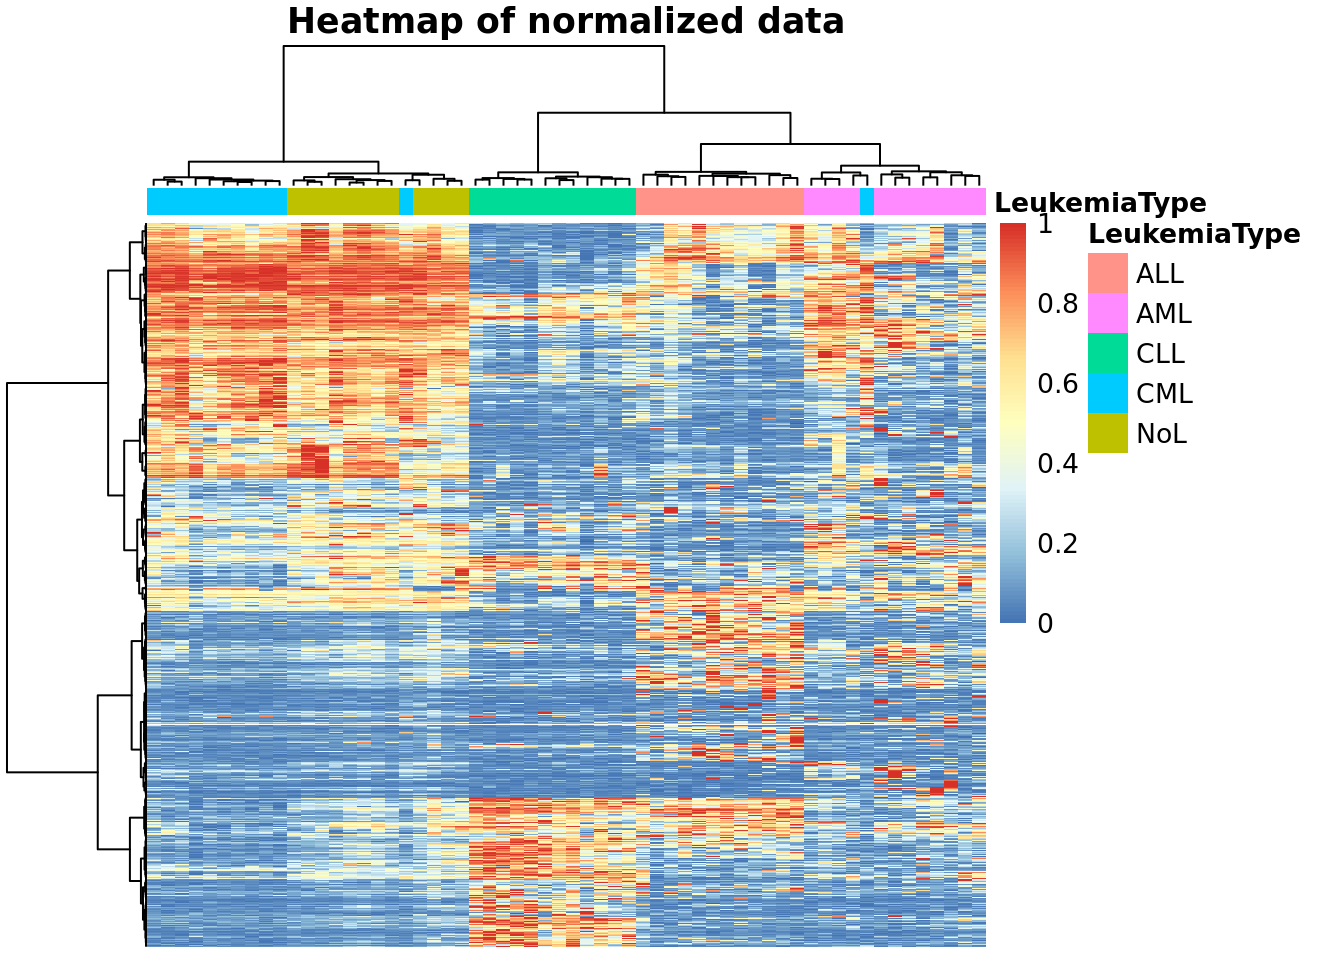 Heatmap of normalized data
LeukemiaType
1
0.8
0.6
0.4
0.2
0
LeukemiaType
ALL
AML
CLL
CML
NoL